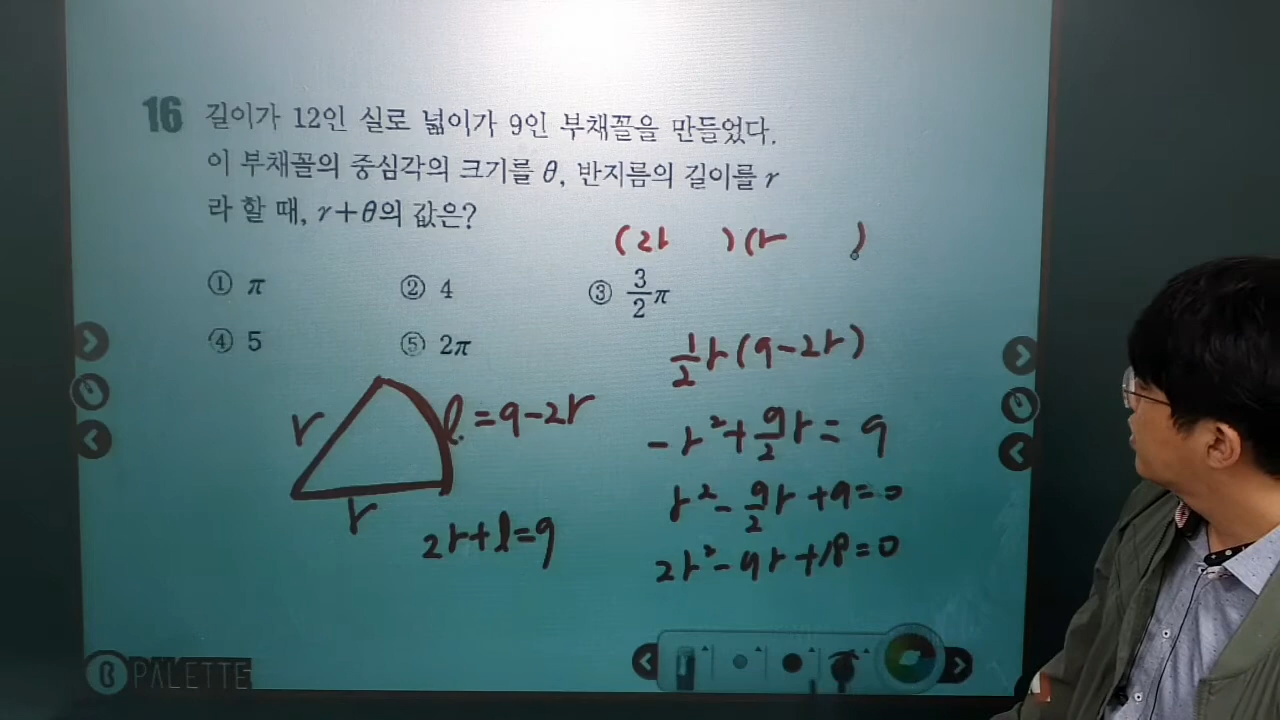 16 길이가 12인 실로 넓이가 9인 부채꼴을 만들었다.
이 부채꼴의 중심각의 크기를 θ, 반지름의 길이를 r
라 할 때, r+θ의 값은?
(2r )(r )
① π ② 4 ③ 3/2 π
④ 5 ⑤ 2π
1/2 r(9-2r)
r l=9-2r
-r²+9/2 r=9
r
r²-9/2 r+9=0
2r+l=9
2r²-9r+18=0
β PALETTE